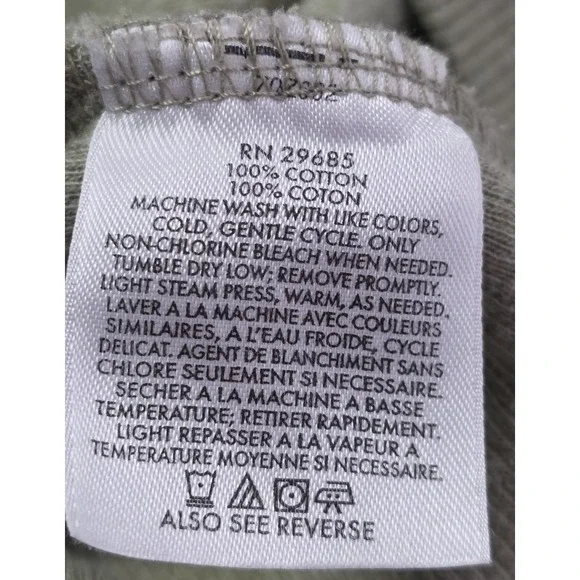 RN 29685
100% COTTON
100% COTON
MACHINE WASH WITH LIKE COLORS,
COLD, GENTLE CYCLE. ONLY
NON-CHLORINE BLEACH WHEN NEEDED.
TUMBLE DRY LOW; REMOVE PROMPTLY.
LIGHT STEAM PRESS, WARM, AS NEEDED.
LAVER A LA MACHINE AVEC COULEURS
SIMILAIRES, A L'EAU FROIDE, CYCLE
DELICAT. AGENT DE BLANCHIMENT SANS
CHLORE SEULEMENT SI NECESSAIRE.
SECHER A LA MACHINE A BASSE
TEMPERATURE; RETIRER RAPIDEMENT.
LIGHT REPASSER A LA VAPEUR A
TEMPERATURE MOYENNE SI NECESSAIRE.
ALSO SEE REVERSE